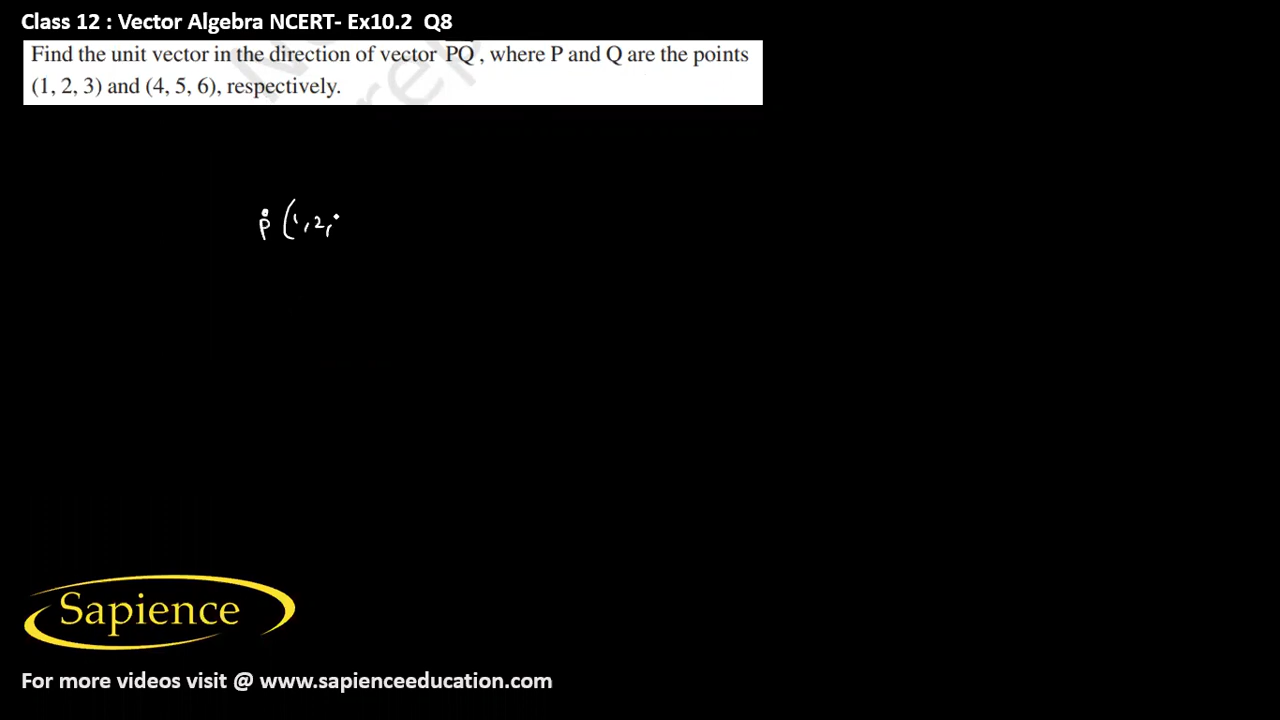 Class 12 : Vector Algebra NCERT- Ex10.2 Q8
Find the unit vector in the direction of vector PQ, where P and Q are the points
(1, 2, 3) and (4, 5, 6), respectively.
P (1, 2,
Sapience
For more videos visit @ www.sapienceeducation.com